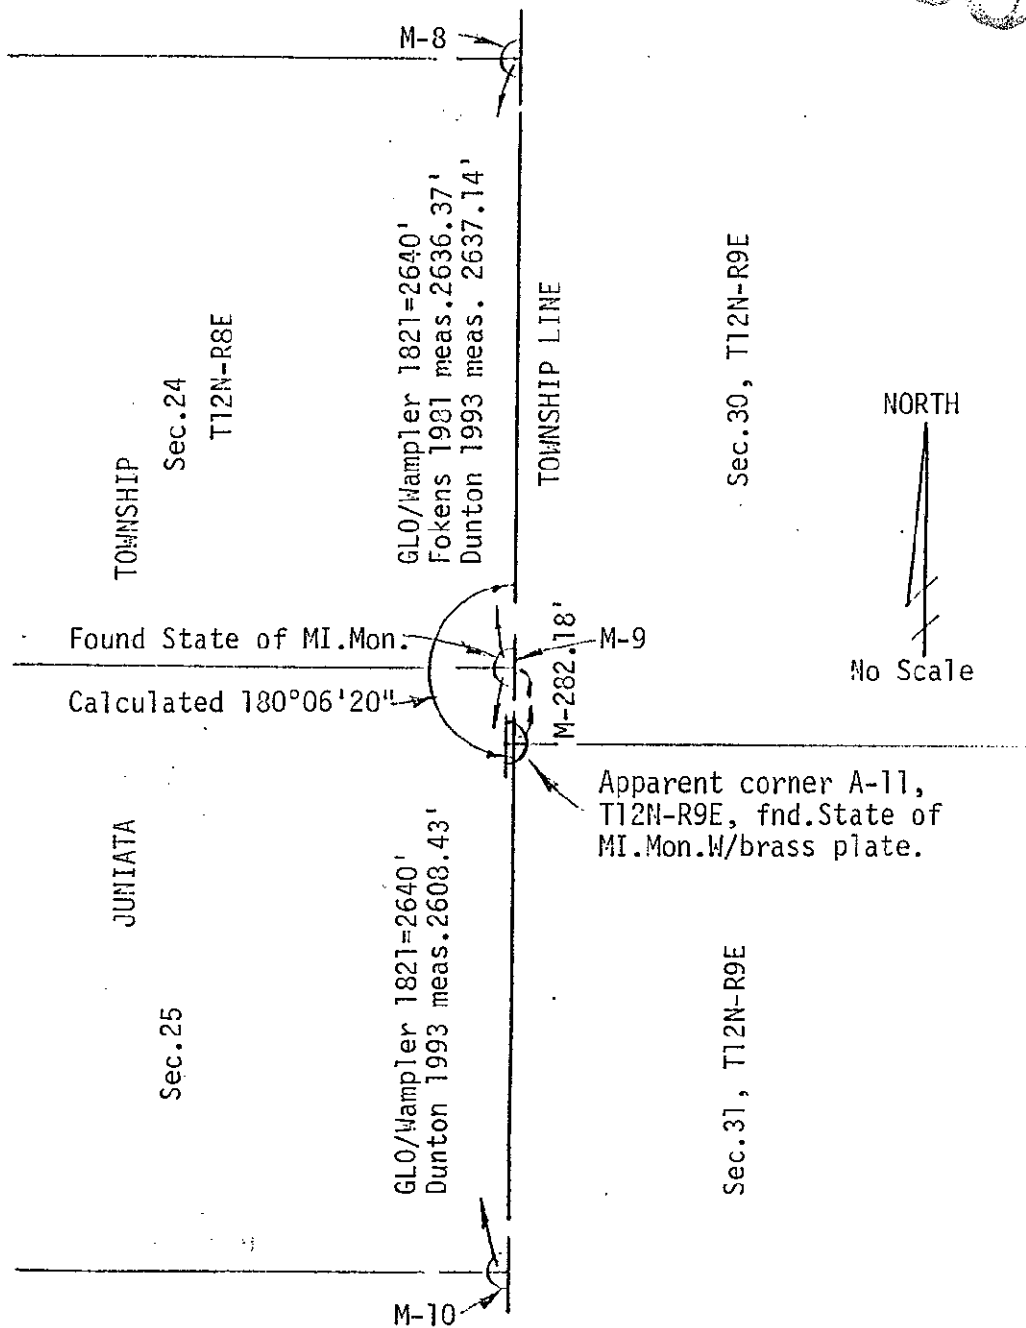 M-8
GLO/Wampler 1821=2640'
Fokens 1981 meas.2636.37'
Dunton 1993 meas. 2637.14'
TOWNSHIP LINE
TOWNSHIP
Sec.24
T12N-R8E
Sec.30, T12N-R9E
NORTH
No Scale
Found State of MI.Mon.
M-9
Calculated 180°06'20"
M-282.18'
Apparent corner A-11,
T12N-R9E, fnd.State of
MI.Mon.W/brass plate.
JUNIATA
Sec.25
GLO/Wampler 1821=2640'
Dunton 1993 meas.2608.43'
Sec.31, T12N-R9E
M-10